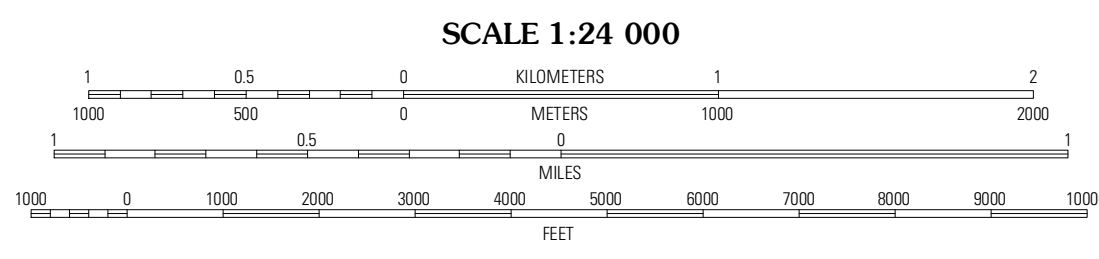 SCALE 1:24 000
1 0.5 0 KILOMETERS 1 2
1000 500 0 METERS 1000 2000
1 0.5 0 1
MILES
1000 0 1000 2000 3000 4000 5000 6000 7000 8000 9000 1000
FEET